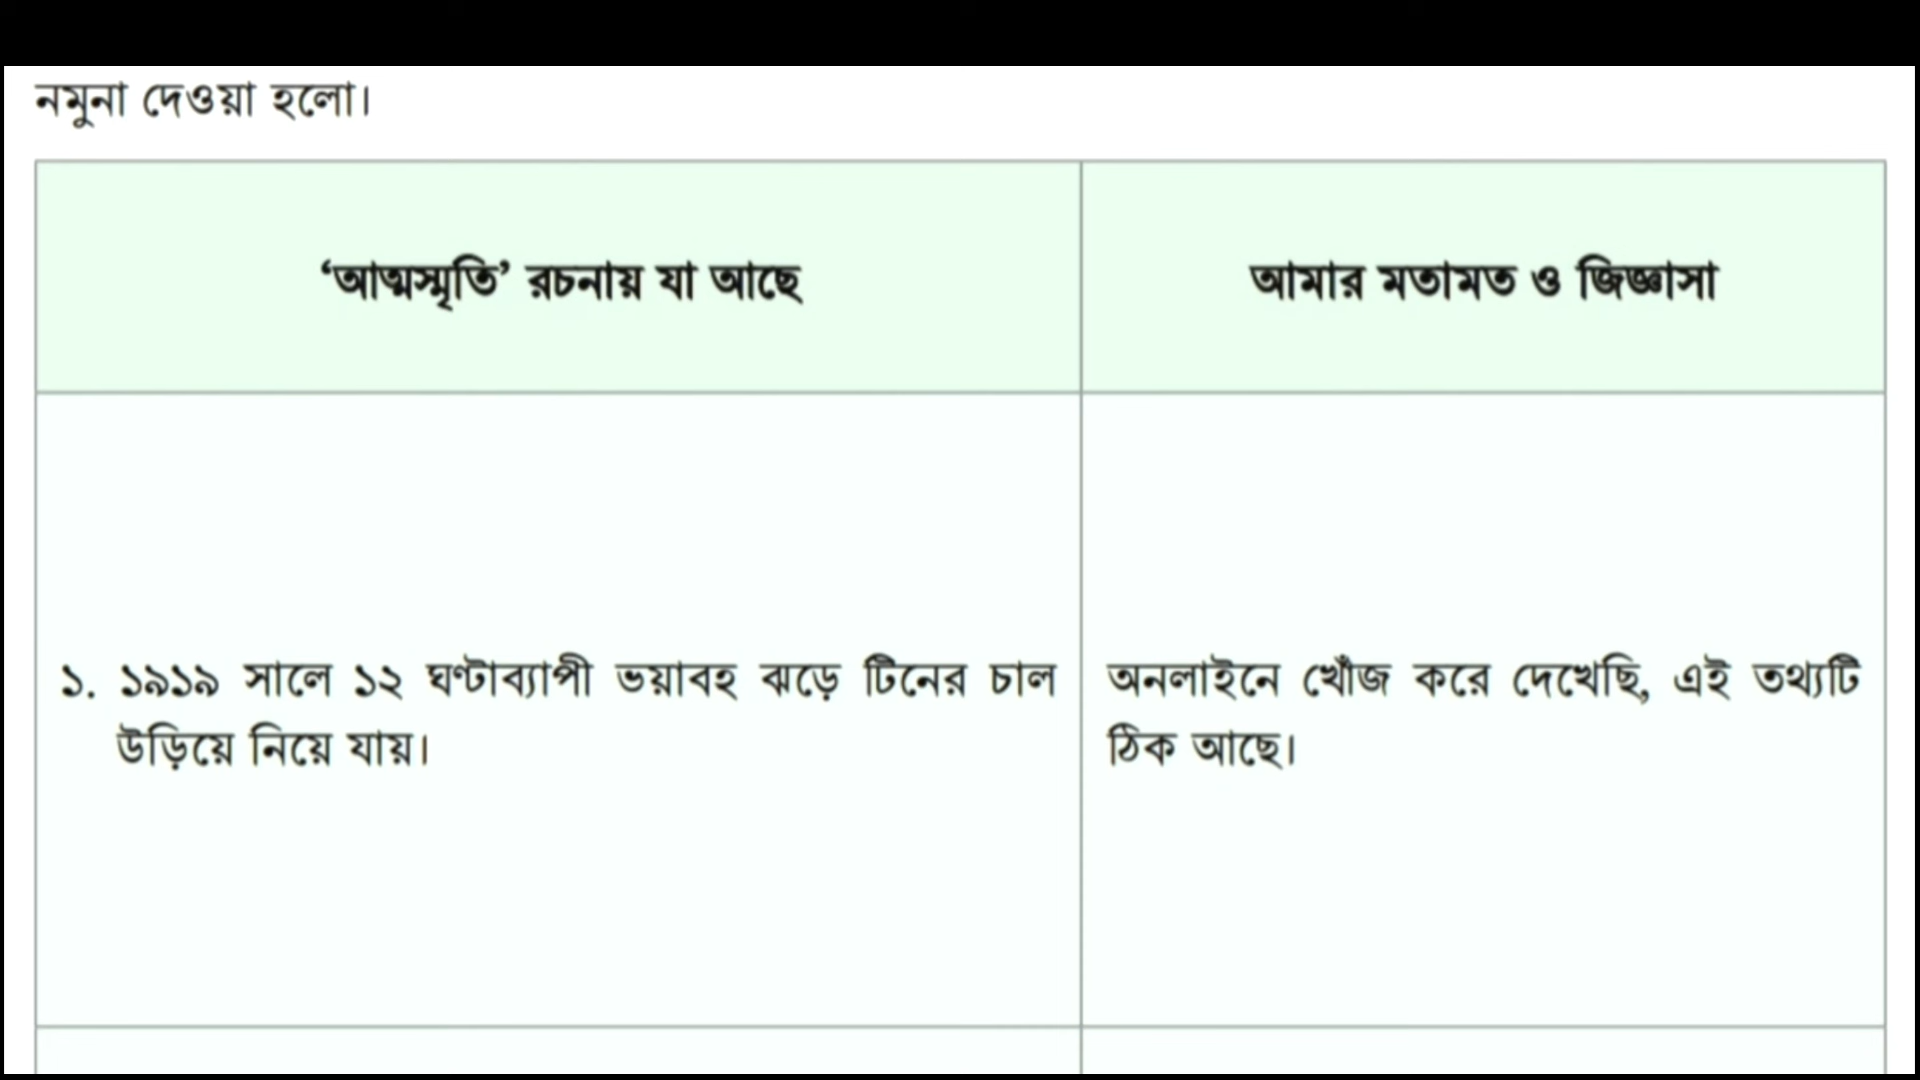 নমুনা দেওয়া হলো।
‘আত্মস্মৃতি’ রচনায় যা আছে
আমার মতামত ও জিজ্ঞাসা
১. ১৯১৯ সালে ১২ ঘণ্টাব্যাপী ভয়াবহ ঝড়ে টিনের চাল
উড়িয়ে নিয়ে যায়।
অনলাইনে খোঁজ করে দেখেছি, এই তথ্যটি
ঠিক আছে।